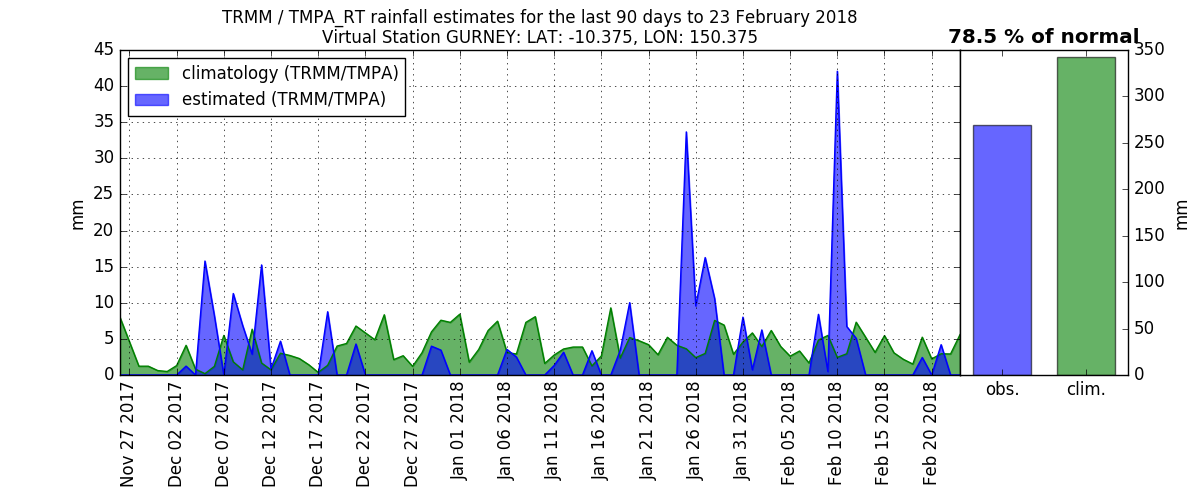 TRMM / TMPA_RT rainfall estimates for the last 90 days to 23 February 2018
Virtual Station GURNEY: LAT: -10.375, LON: 150.375
78.5 % of normal
climatology (TRMM/TMPA)
estimated (TRMM/TMPA)
mm
45
40
35
30
25
20
15
10
5
0
Nov 27 2017
Dec 02 2017
Dec 07 2017
Dec 12 2017
Dec 17 2017
Dec 22 2017
Dec 27 2017
Jan 01 2018
Jan 06 2018
Jan 11 2018
Jan 16 2018
Jan 21 2018
Jan 26 2018
Jan 31 2018
Feb 05 2018
Feb 10 2018
Feb 15 2018
Feb 20 2018
obs.
clim.
350
300
250
200
150
100
50
0
mm